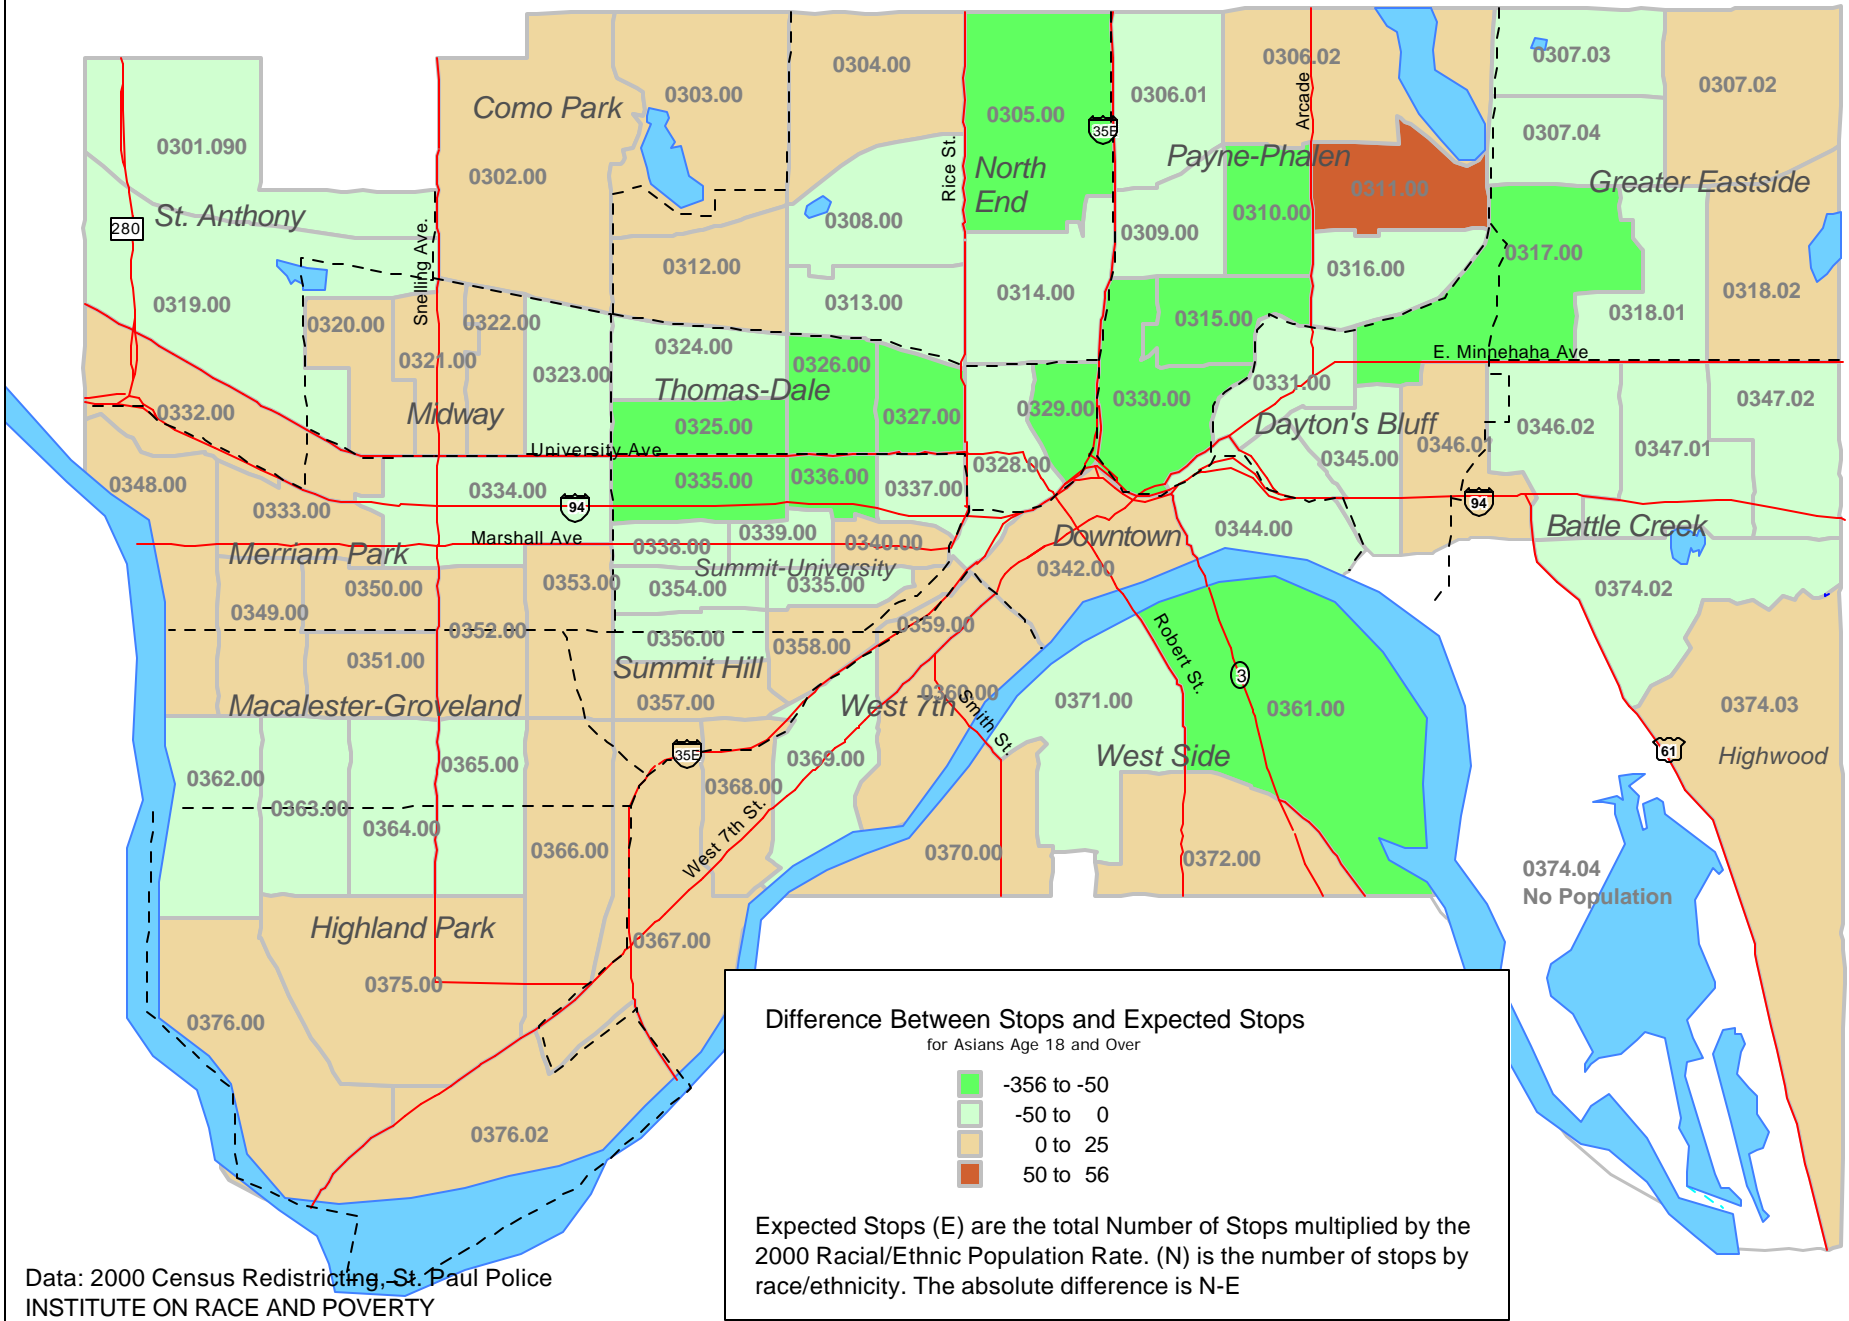 0304.00
0306.02
0307.03
0303.00
Como Park
0305.00
0306.01
Arcade
0307.02
35E
0307.04
0301.090
Rice St.
North
End
Payne-Phalen
0302.00
0311.00
Greater Eastside
St. Anthony
280
0308.00
0309.00
0310.00
Snelling Ave.
0312.00
0316.00
0317.00
0319.00
0313.00
0314.00
0318.02
0320.00
0322.00
0315.00
0318.01
0321.00
0324.00
E. Minnehaha Ave
0323.00
0326.00
Thomas-Dale
0331.00
0332.00
Midway
0327.00
0329.00
0330.00
0347.02
0325.00
Dayton's Bluff
0346.01
0346.02
University Ave
0345.00
0347.01
0328.00
0348.00
0334.00
0335.00
0336.00
0337.00
0333.00
94
94
Marshall Ave
0338.00
0339.00
0340.00
Downtown
0344.00
Battle Creek
Merriam Park
Summit-University
0342.00
0350.00
0353.00
0354.00
0335.00
0374.02
0349.00
0352.00
0356.00
0358.00
0359.00
0351.00
Summit Hill
Robert St.
3
Macalester-Groveland
0357.00
West 7th
0360.00
Smith St.
0371.00
0361.00
0374.03
35E
0369.00
West Side
61
Highwood
0362.00
0365.00
0368.00
0363.00
0364.00
West 7th St.
0366.00
0370.00
0372.00
0374.04
No Population
Highland Park
0367.00
0375.00
0376.00
0376.02
Difference Between Stops and Expected Stops
for Asians Age 18 and Over
-356 to -50
-50 to 0
0 to 25
50 to 56
Expected Stops (E) are the total Number of Stops multiplied by the
2000 Racial/Ethnic Population Rate. (N) is the number of stops by
race/ethnicity. The absolute difference is N-E
Data: 2000 Census Redistricting, St. Paul Police
INSTITUTE ON RACE AND POVERTY